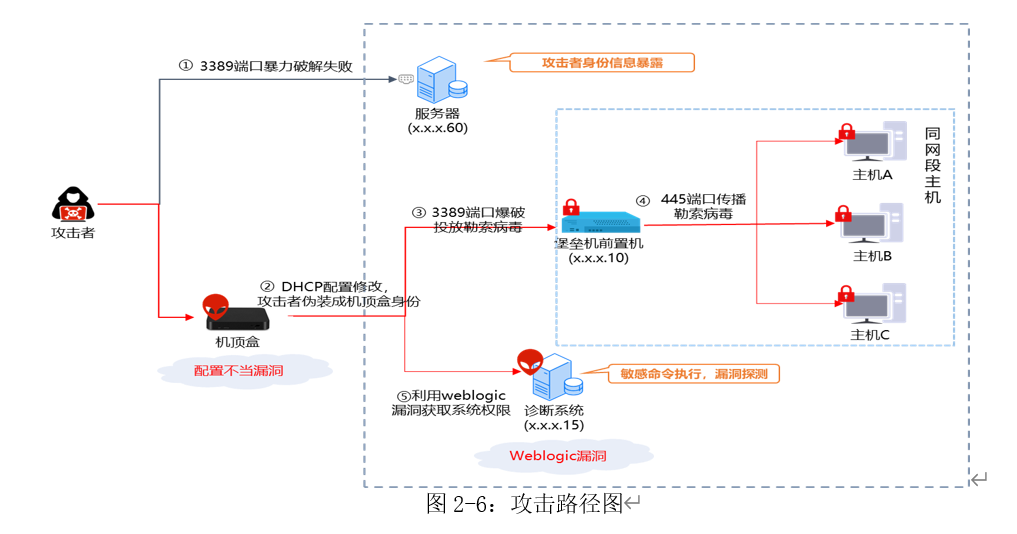 ① 3389端口暴力破解失败
攻击者身份信息暴露
服务器
(x.x.x.60)
同网段主机
主机A
攻击者
③ 3389端口爆破
投放勒索病毒
④ 445端口传播
勒索病毒
堡垒机前置机
(x.x.x.10)
主机B
② DHCP配置修改，
攻击者伪装成机顶盒身份
机顶盒
主机C
配置不当漏洞
敏感命令执行，漏洞探测
⑤利用weblogic
漏洞获取系统权限
诊断系统
(x.x.x.15)
Weblogic漏洞
图 2-6：攻击路径图